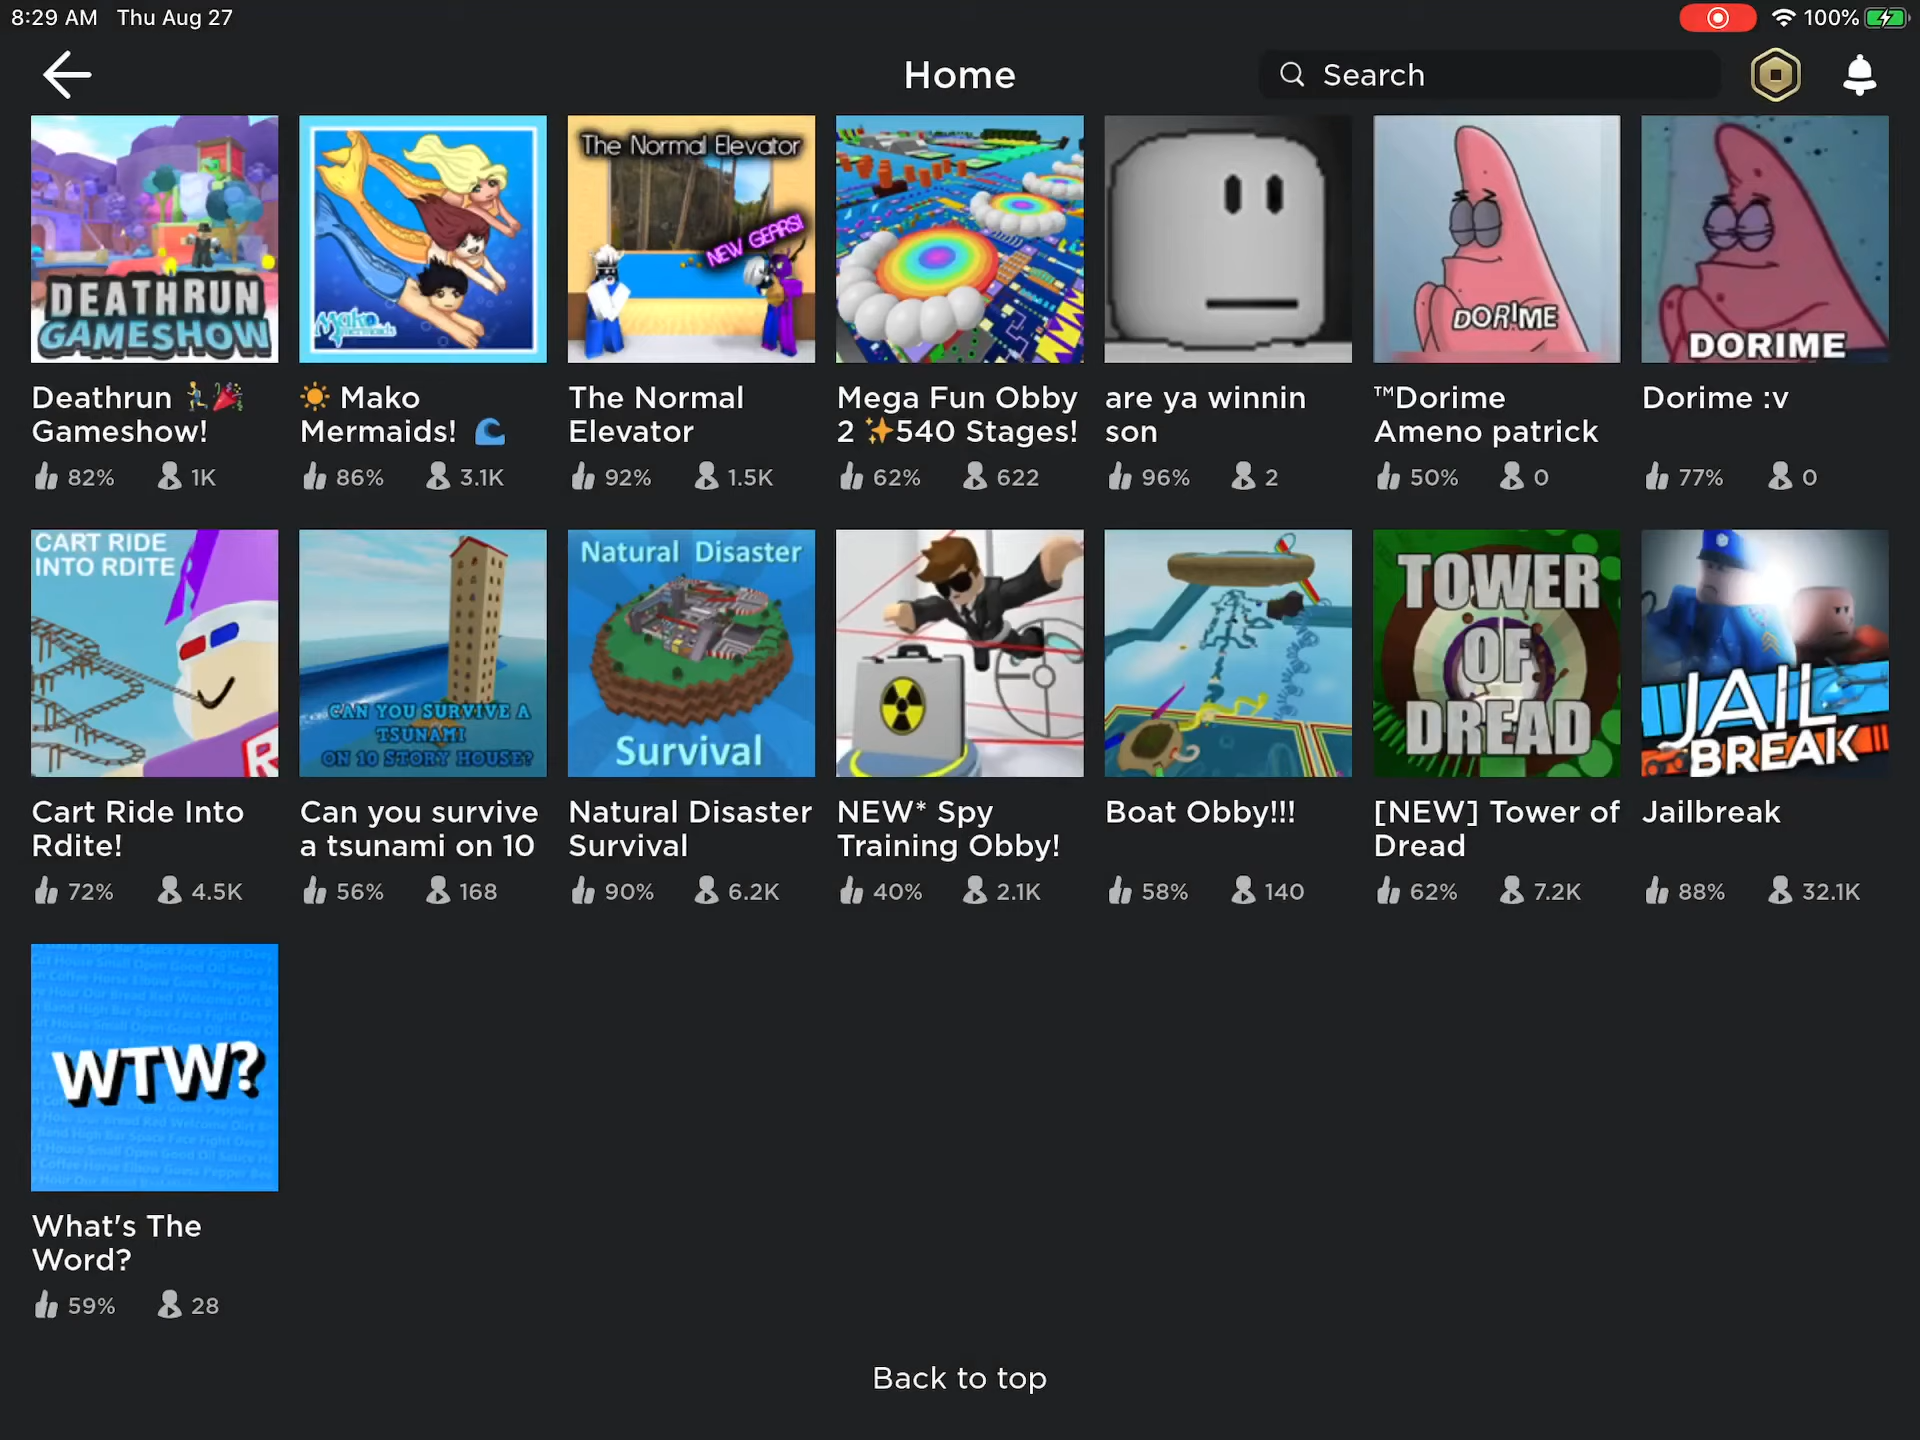 8:29 AM Thu Aug 27
100%
Home
Search
DEATHRUN
GAMESHOW
Mako
The Normal Elevator
NEW GEARS!
DORIME
DORIME
Deathrun 🏃‍♂️🎉
Gameshow!
☀️ Mako
Mermaids! 🌊
The Normal
Elevator
Mega Fun Obby
2 ✨540 Stages!
are ya winnin
son
™Dorime
Ameno patrick
Dorime :v
82% 1K
86% 3.1K
92% 1.5K
62% 622
96% 2
50% 0
77% 0
CART RIDE
INTO RDITE
R
CAN YOU SURVIVE A
TSUNAMI
ON 10 STORY HOUSE?
Natural Disaster
Survival
TOWER
OF
DREAD
JAIL
BREAK
Cart Ride Into
Rdite!
Can you survive
a tsunami on 10
Natural Disaster
Survival
NEW* Spy
Training Obby!
Boat Obby!!!
[NEW] Tower of
Dread
Jailbreak
72% 4.5K
56% 168
90% 6.2K
40% 2.1K
58% 140
62% 7.2K
88% 32.1K
WTW?
What's The
Word?
59% 28
Back to top